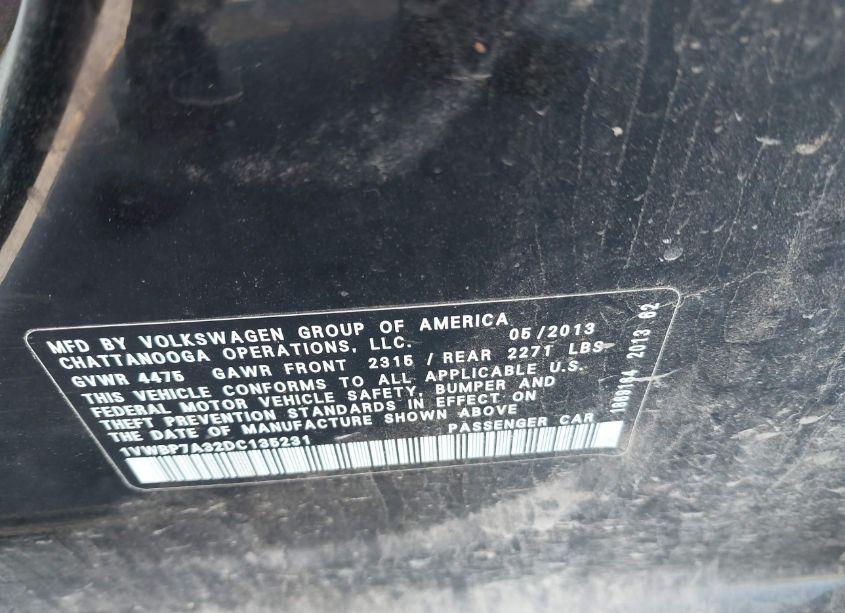 MFD BY VOLKSWAGEN GROUP OF AMERICA
CHATTANOOGA OPERATIONS, LLC. 05/2013
GVWR 4475 GAWR FRONT 2315 / REAR 2271 LBS
THIS VEHICLE CONFORMS TO ALL APPLICABLE U.S.
FEDERAL MOTOR VEHICLE SAFETY, BUMPER AND
THEFT PREVENTION STANDARDS IN EFFECT ON
THE DATE OF MANUFACTURE SHOWN ABOVE
1VWBP7A32DC135231 PASSENGER CAR
2013 62